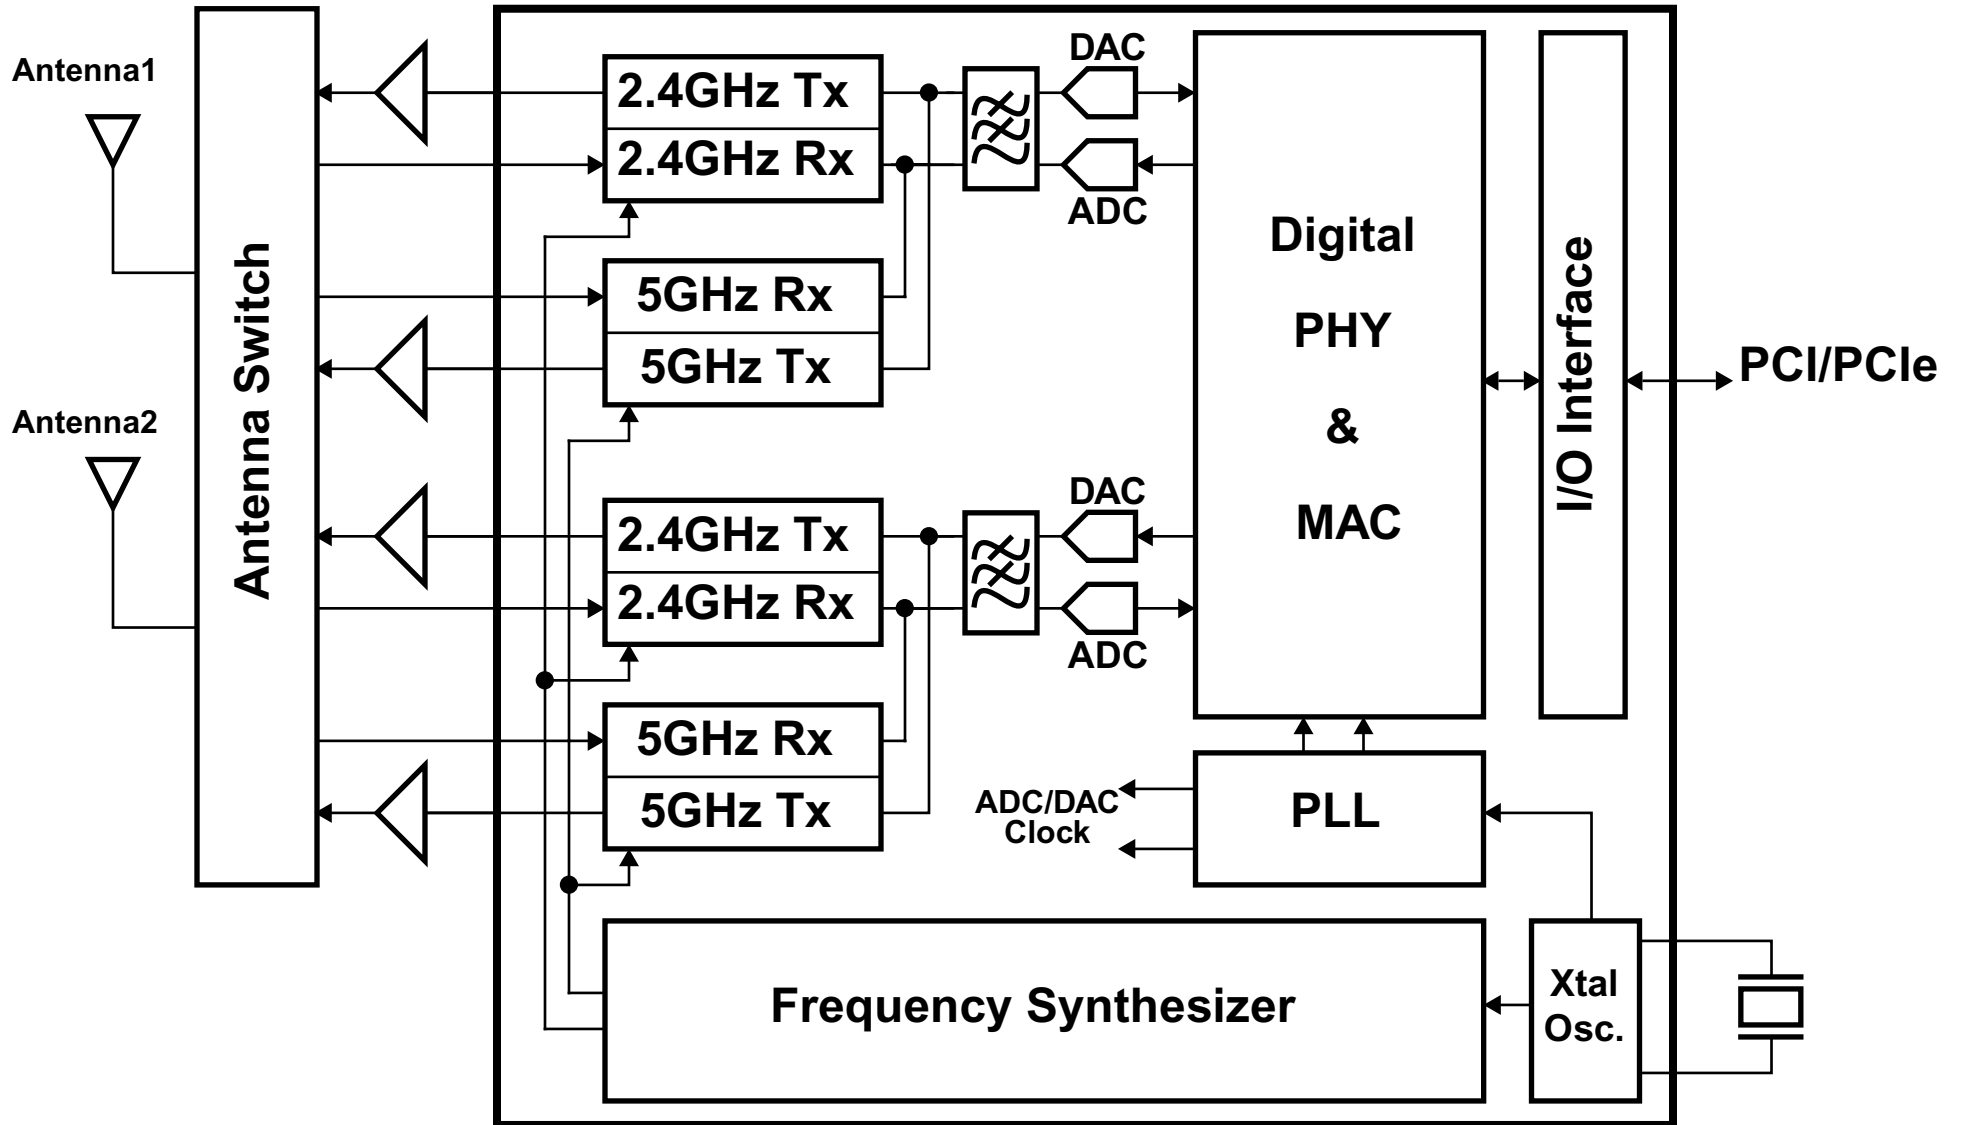 Antenna1
Antenna2
Antenna Switch
2.4GHz Tx
2.4GHz Rx
5GHz Rx
5GHz Tx
DAC
ADC
2.4GHz Tx
2.4GHz Rx
5GHz Rx
5GHz Tx
DAC
ADC
Digital
PHY
&
MAC
I/O Interface
PCI/PCIe
ADC/DAC
Clock
PLL
Frequency Synthesizer
Xtal
Osc.